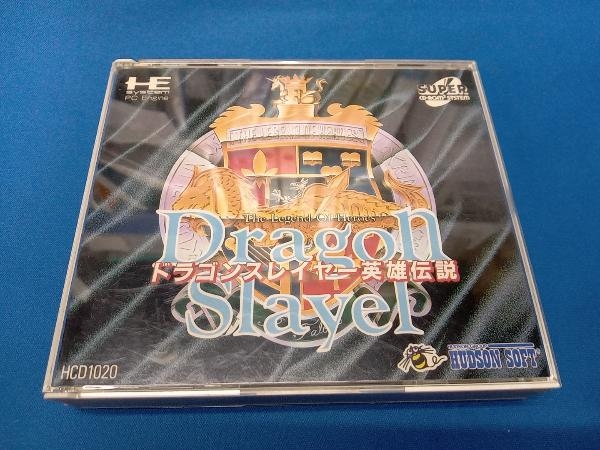 HE
system
PC Engine
SUPER
CD-ROM² SYSTEM
The Legend Of Heroes
Dragon
ドラゴンスレイヤー英雄伝説
Slayer
HUDSON SOFT
HCD1020